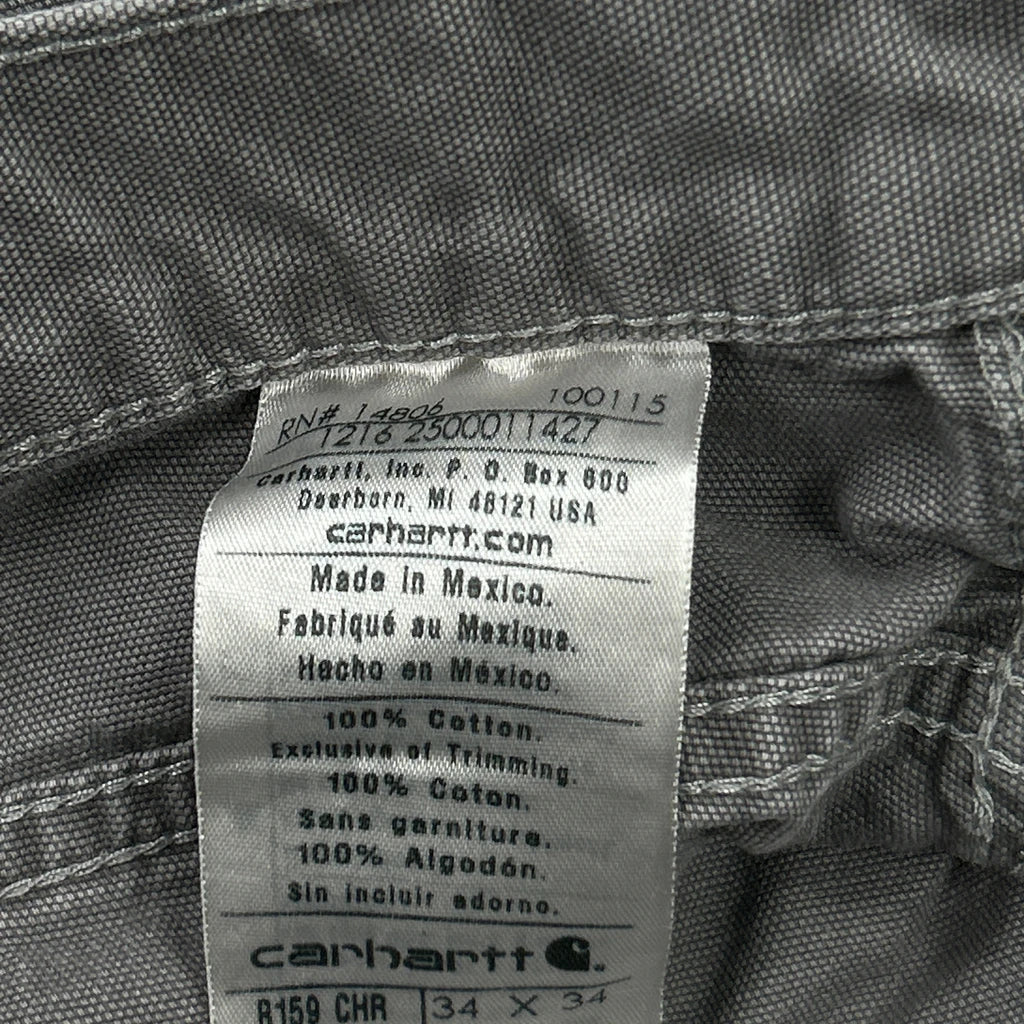 RN# 14806 100115
1216 2500011427
carhartt, Inc. P. O. Box 600
Dearborn, MI 48121 USA
carhartt.com
Made in Mexico.
Fabriqué au Mexique.
Hecho en México.
100% Cotton.
Exclusive of Trimming.
100% Coton.
Sans garniture.
100% Algodón.
Sin incluir adorno.
carhartt
B159 CHR 34 X 34